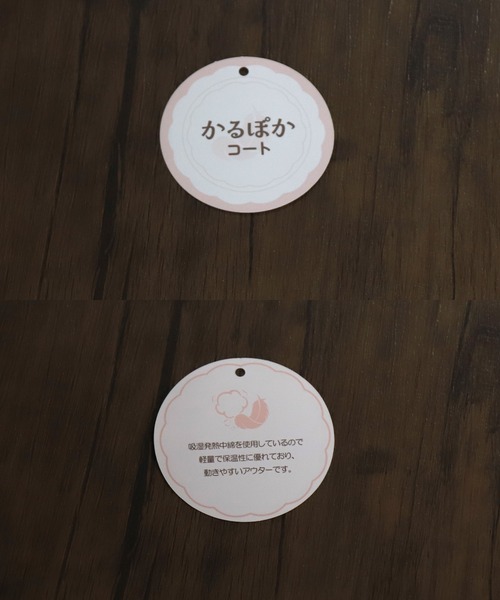 かるぽか
コート
吸湿発熱中綿を使用しているので
軽量で保温性に優れており、
動きやすいアウターです。